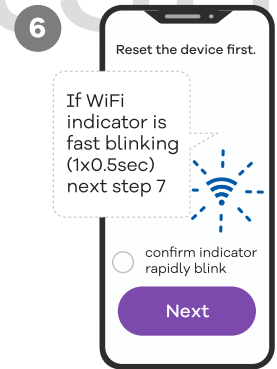 6
Reset the device first.
If WiFi
indicator is
fast blinking
(1x0.5sec)
next step 7
confirm indicator
rapidly blink
Next